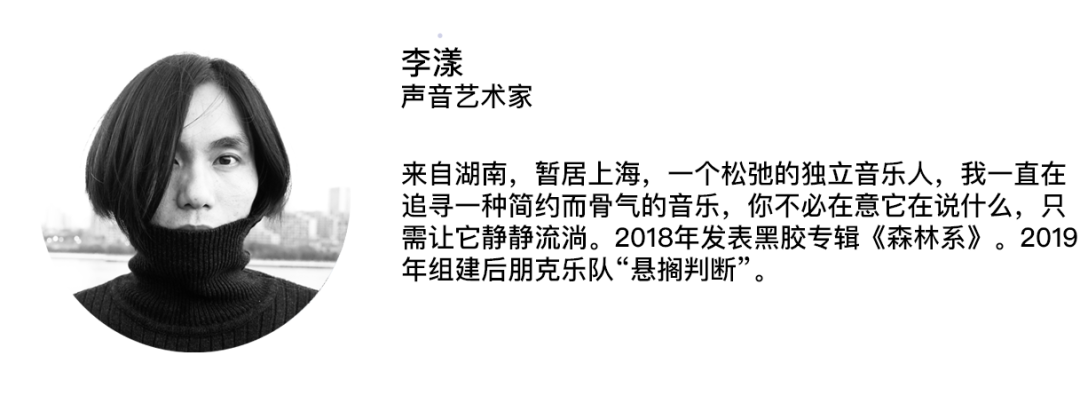 李漾
声音艺术家
来自湖南，暂居上海，一个松弛的独立音乐人，我一直在
追寻一种简约而骨气的音乐，你不必在意它在说什么，只
需让它静静流淌。2018年发表黑胶专辑《森林系》。2019
年组建后朋克乐队“悬搁判断”。